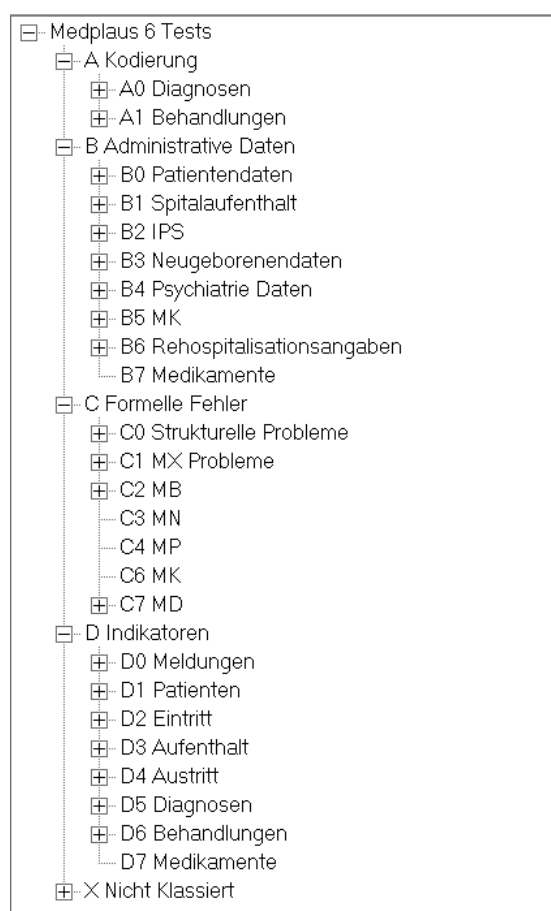 Medplaus 6 Tests
A Kodierung
A0 Diagnosen
A1 Behandlungen
B Administrative Daten
B0 Patientendaten
B1 Spitalaufenthalt
B2 IPS
B3 Neugeborenendaten
B4 Psychiatrie Daten
B5 MK
B6 Rehospitalisationsangaben
B7 Medikamente
C Formelle Fehler
C0 Strukturelle Probleme
C1 MX Probleme
C2 MB
C3 MN
C4 MP
C6 MK
C7 MD
D Indikatoren
D0 Meldungen
D1 Patienten
D2 Eintritt
D3 Aufenthalt
D4 Austritt
D5 Diagnosen
D6 Behandlungen
D7 Medikamente
X Nicht Klassiert